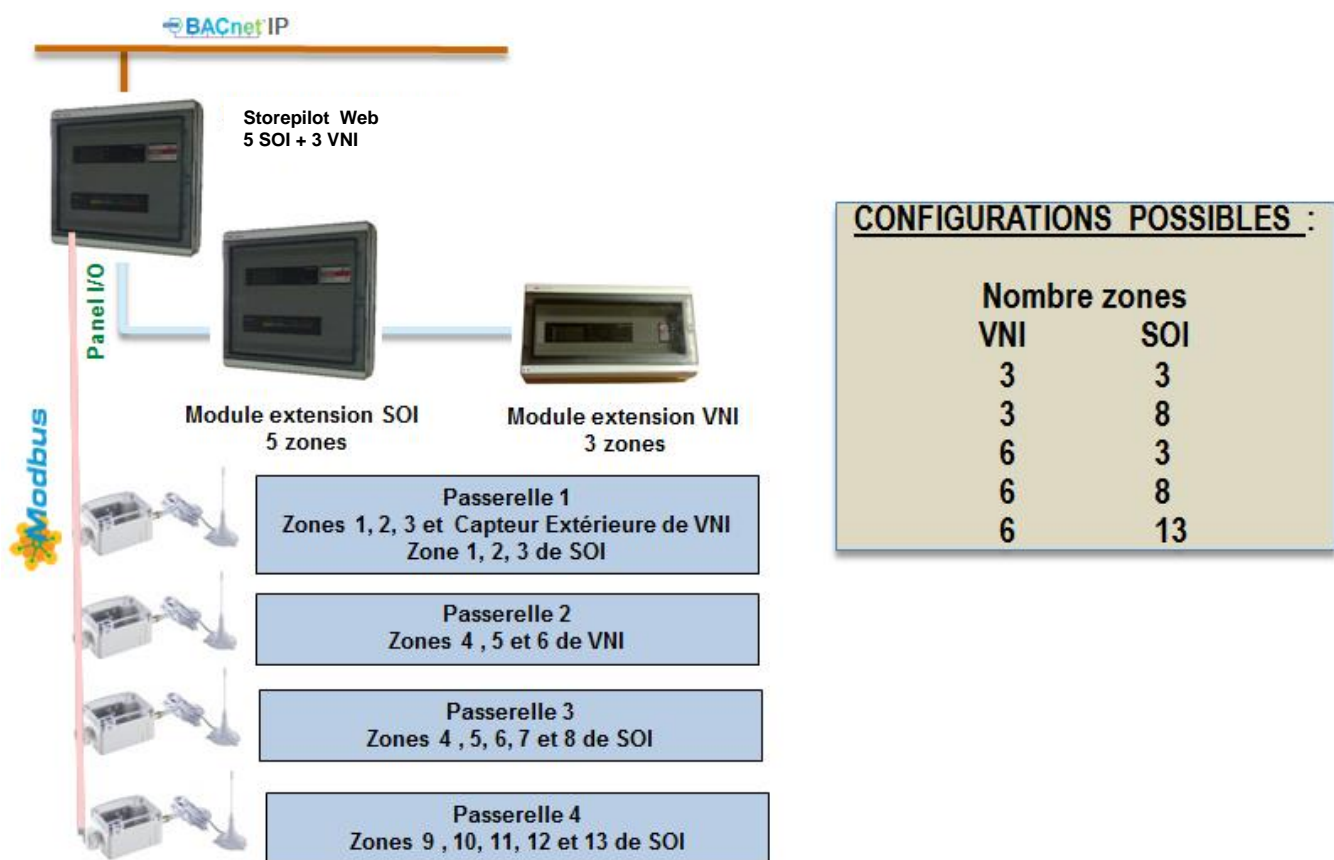 BACnet IP
Storepilot Web
5 SOI + 3 VNI
Panel I/O
Module extension SOI
5 zones
Module extension VNI
3 zones
Modbus
Passerelle 1
Zones 1, 2, 3 et Capteur Extérieure de VNI
Zone 1, 2, 3 de SOI
Passerelle 2
Zones 4 , 5 et 6 de VNI
Passerelle 3
Zones 4 , 5, 6, 7 et 8 de SOI
Passerelle 4
Zones 9 , 10, 11, 12 et 13 de SOI
CONFIGURATIONS POSSIBLES :
Nombre zones
VNI SOI
3 3
3 8
6 3
6 8
6 13